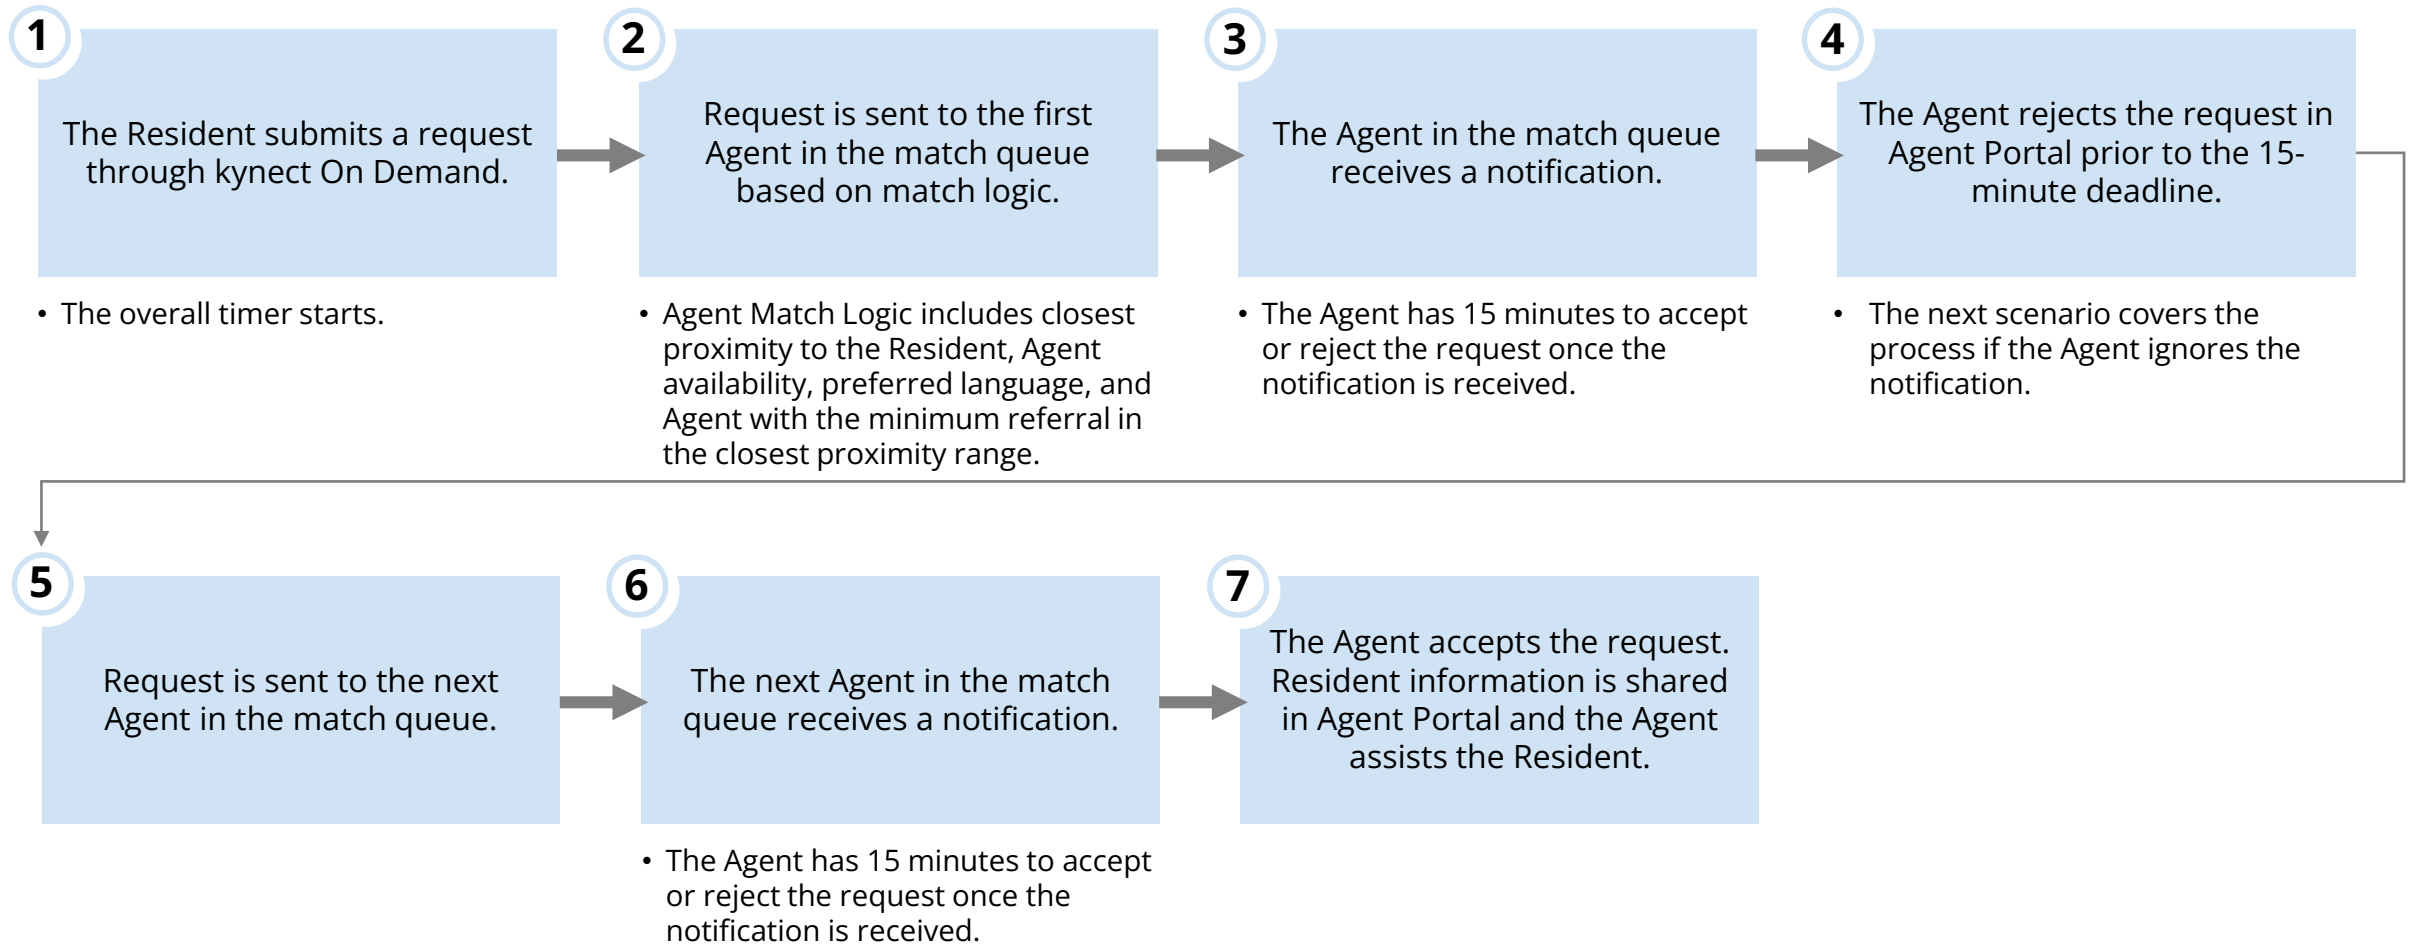 1
The Resident submits a request
through kynect On Demand.
• The overall timer starts.
2
Request is sent to the first
Agent in the match queue
based on match logic.
• Agent Match Logic includes closest
proximity to the Resident, Agent
availability, preferred language, and
Agent with the minimum referral in
the closest proximity range.
3
The Agent in the match queue
receives a notification.
• The Agent has 15 minutes to accept
or reject the request once the
notification is received.
4
The Agent rejects the request in
Agent Portal prior to the 15-
minute deadline.
• The next scenario covers the
process if the Agent ignores the
notification.
5
Request is sent to the next
Agent in the match queue.
6
The next Agent in the match
queue receives a notification.
• The Agent has 15 minutes to accept
or reject the request once the
notification is received.
7
The Agent accepts the request.
Resident information is shared
in Agent Portal and the Agent
assists the Resident.